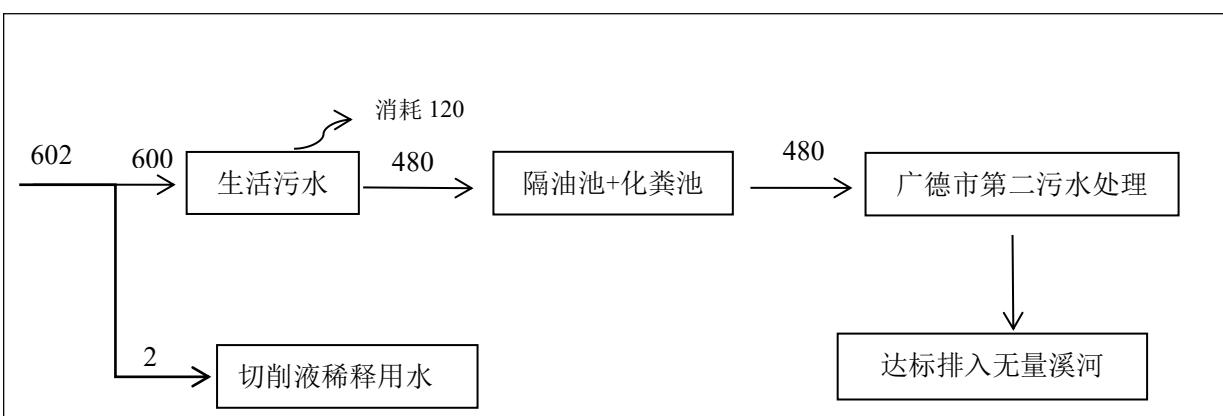 消耗 120
602
600
生活污水
480
隔油池+化粪池
480
广德市第二污水处理
2
切削液稀释用水
达标排入无量溪河